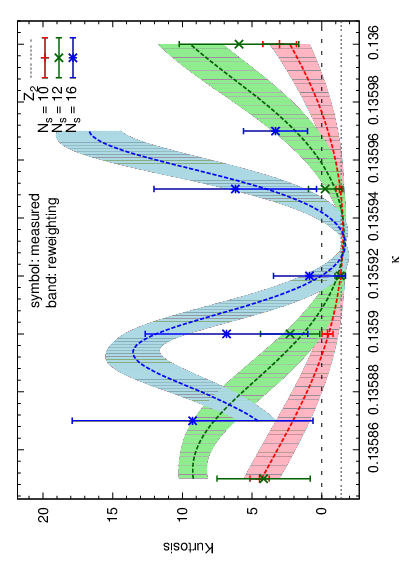 Z₂
Nₛ = 10
Nₛ = 12
Nₛ = 16
symbol: measured
band: reweighting
Kurtosis
20
15
10
5
0
0.13586
0.13588
0.1359
0.13592
0.13594
0.13596
0.13598
0.136
κ